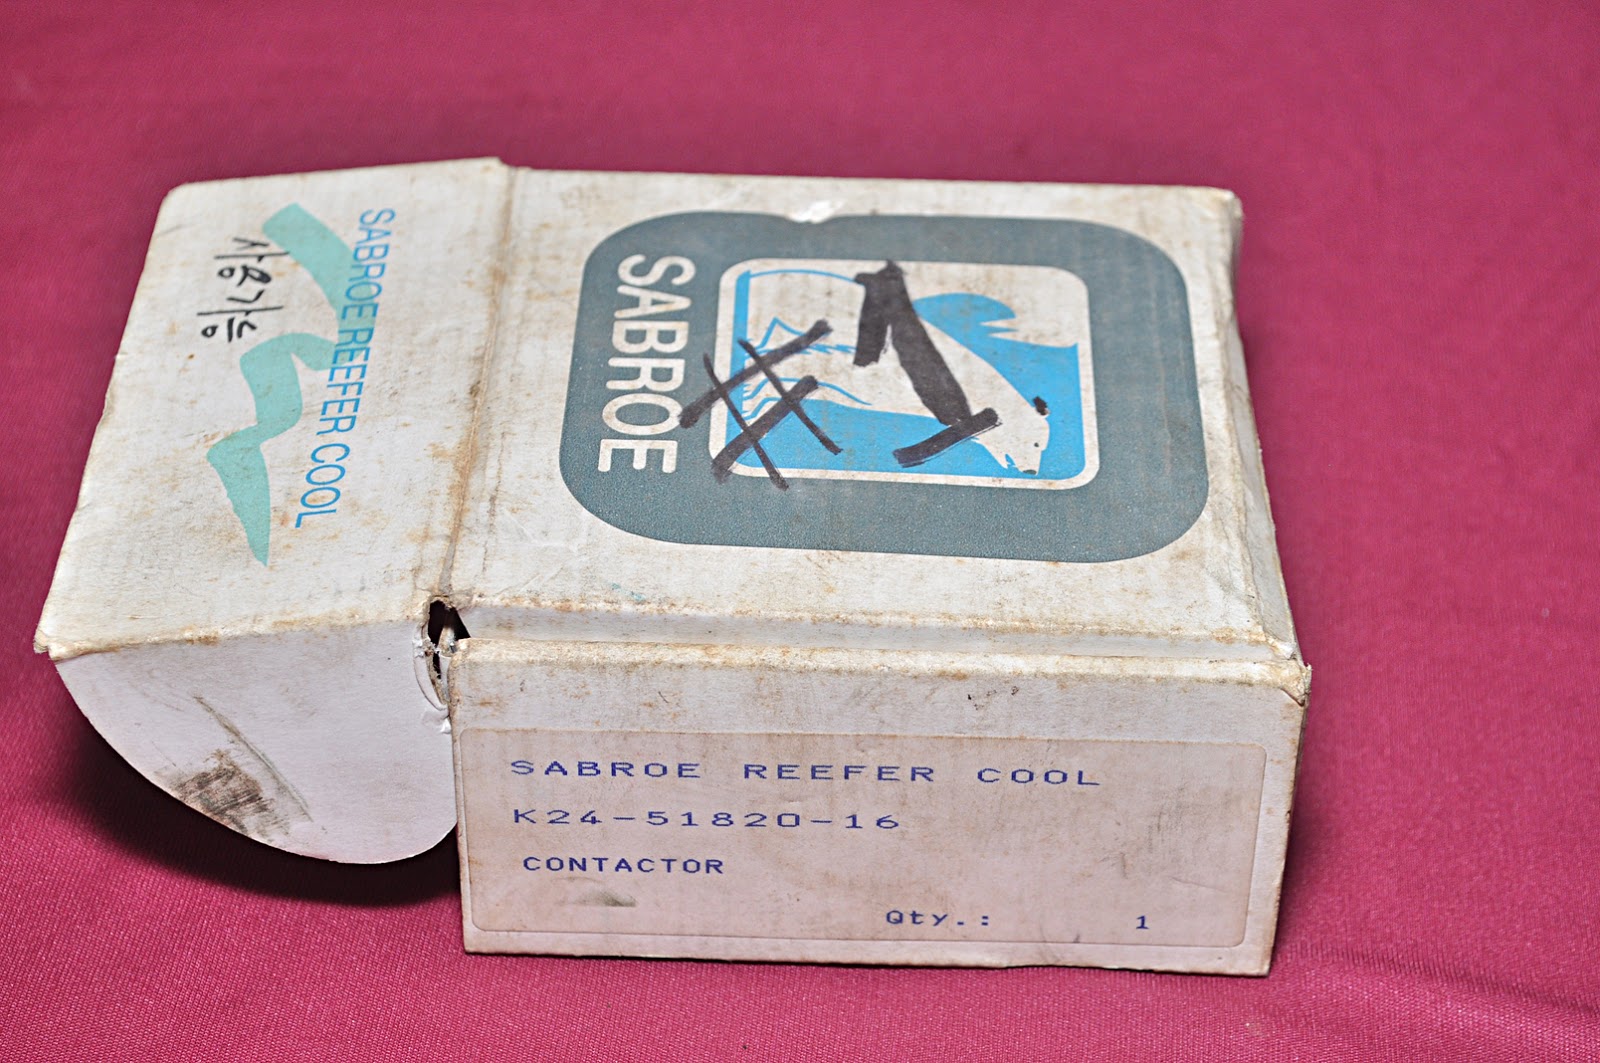 SABROE REEFER COOL
사용가능
SABROE
#1
SABROE REEFER COOL
K24-51820-16
CONTACTOR
Qty.: 1